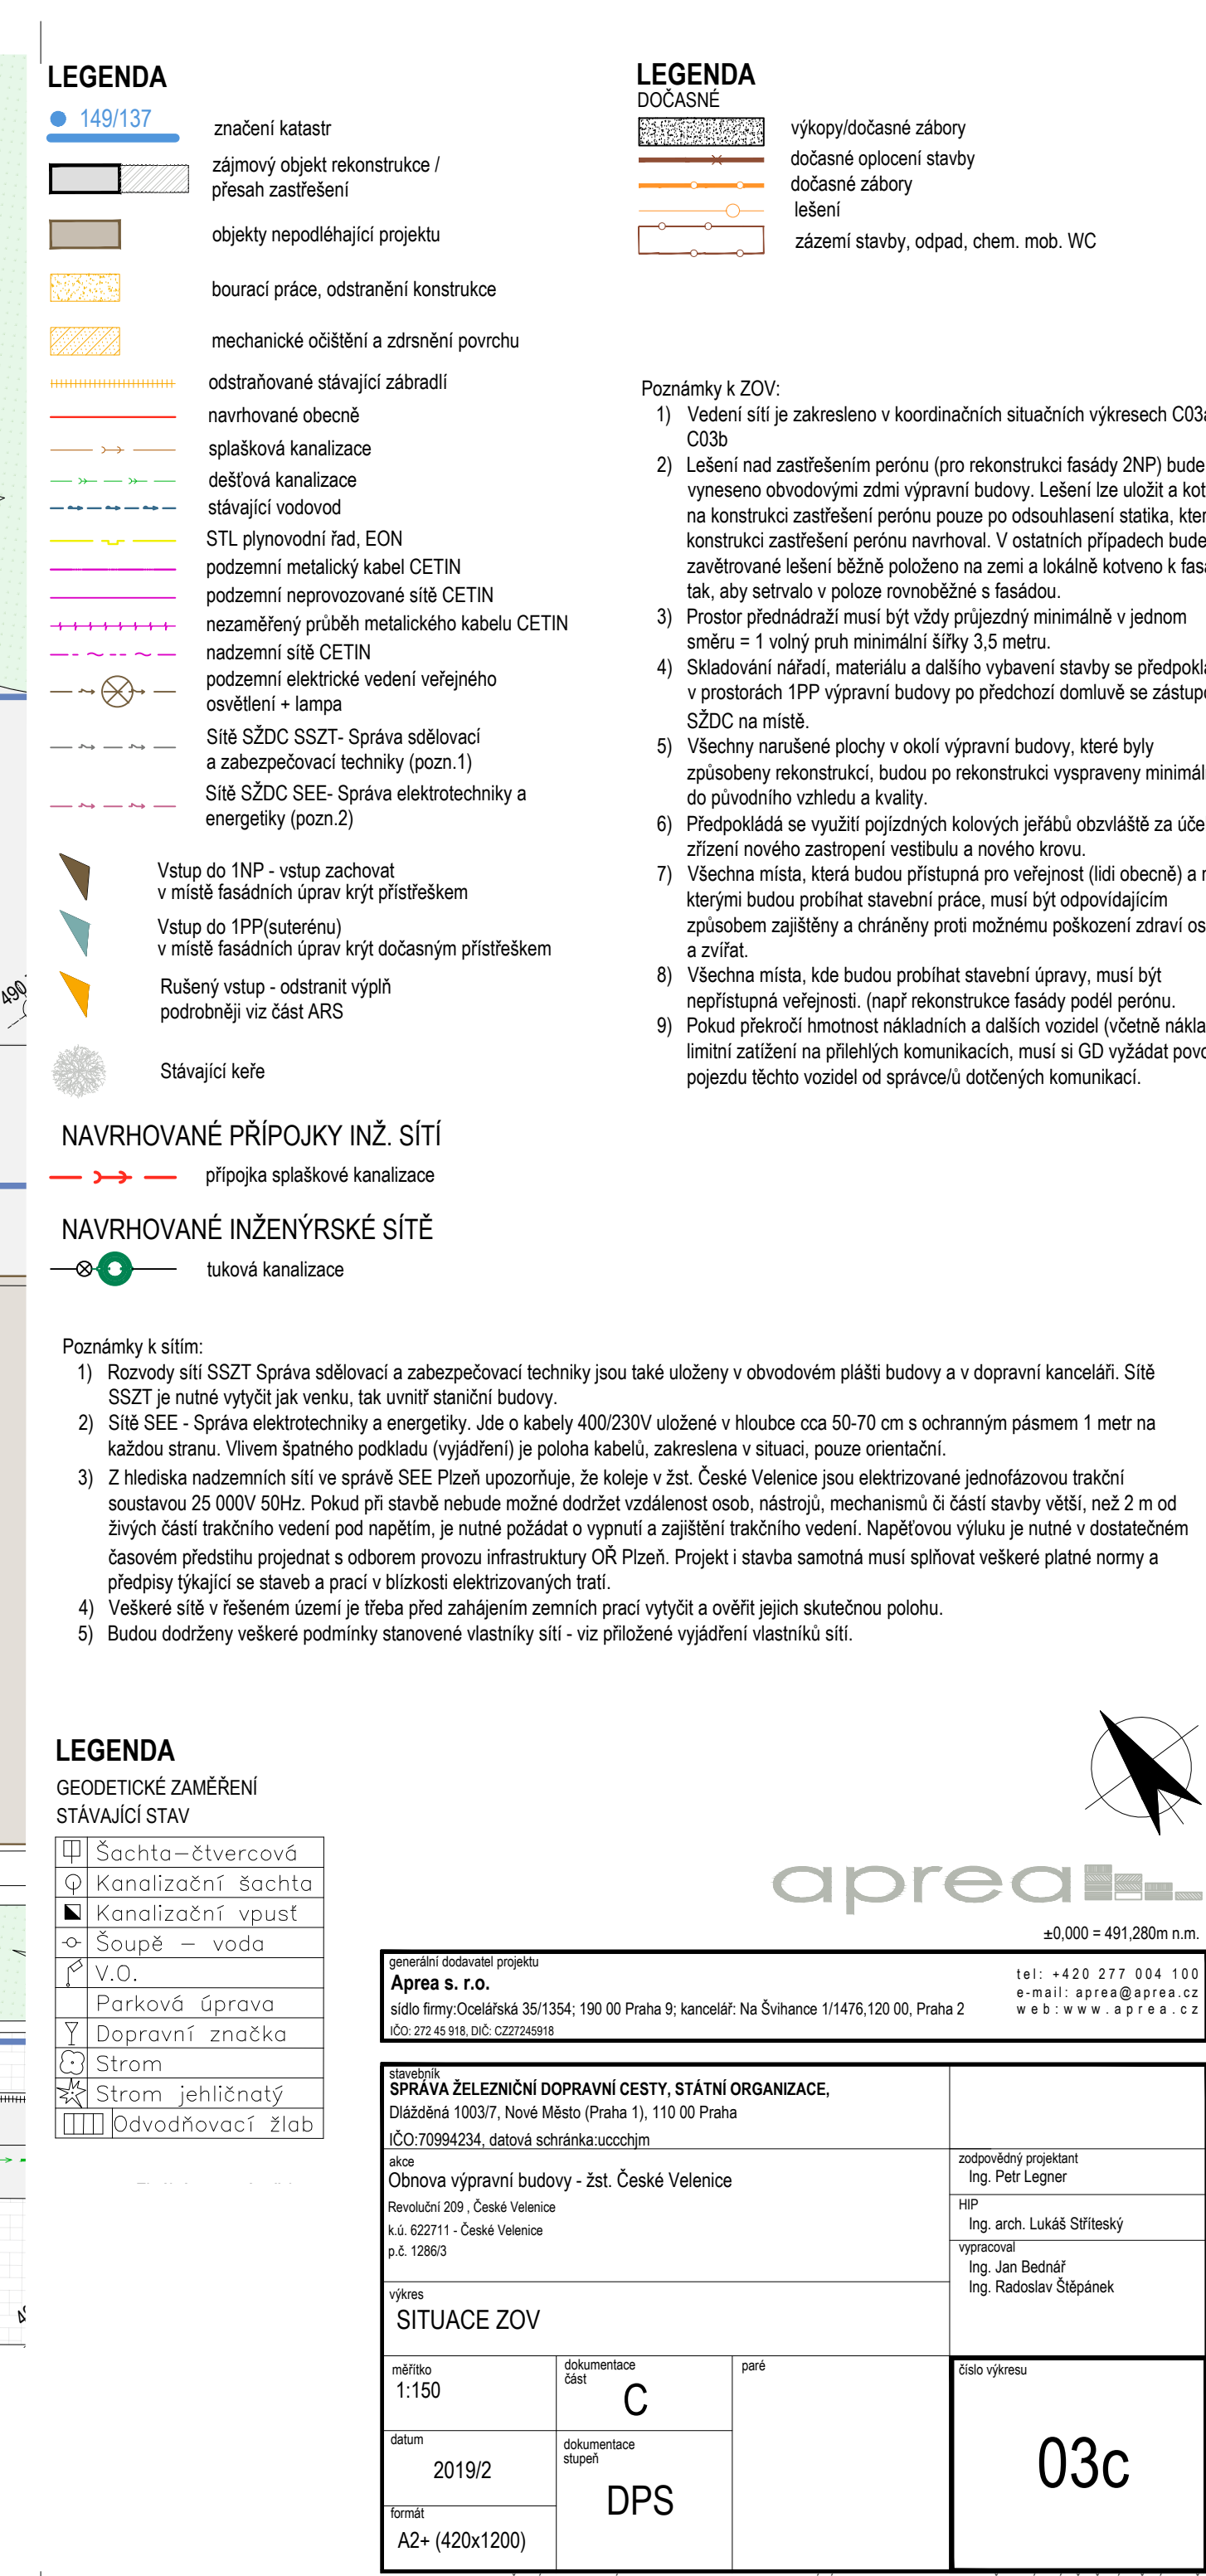 LEGENDA
149/137
značení katastr
zájmový objekt rekonstrukce /
přesah zastřešení
objekty nepodléhající projektu
bourací práce, odstranění konstrukce
mechanické očištění a zdrsnění povrchu
odstraňované stávající zábradlí
navrhované obecně
splašková kanalizace
dešťová kanalizace
stávající vodovod
STL plynovodní řad, EON
podzemní metalický kabel CETIN
podzemní neprovozované sítě CETIN
nezaměřený průběh metalického kabelu CETIN
nadzemní sítě CETIN
podzemní elektrické vedení veřejného
osvětlení + lampa
Sítě SŽDC SSZT- Správa sdělovací
a zabezpečovací techniky (pozn.1)
Sítě SŽDC SEE- Správa elektrotechniky a
energetiky (pozn.2)
Vstup do 1NP - vstup zachovat
v místě fasádních úprav krýt přístřeškem
Vstup do 1PP(suterénu)
v místě fasádních úprav krýt dočasným přístřeškem
Rušený vstup - odstranit výplň
podrobněji viz část ARS
490
Stávající keře
NAVRHOVANÉ PŘÍPOJKY INŽ. SÍTÍ
přípojka splaškové kanalizace
NAVRHOVANÉ INŽENÝRSKÉ SÍTĚ
tuková kanalizace
LEGENDA
DOČASNÉ
výkopy/dočasné zábory
dočasné oplocení stavby
dočasné zábory
lešení
zázemí stavby, odpad, chem. mob. WC
Poznámky k ZOV:
1) Vedení sítí je zakresleno v koordinačních situačních výkresech C03a
C03b
2) Lešení nad zastřešením perónu (pro rekonstrukci fasády 2NP) bude
vyneseno obvodovými zdmi výpravní budovy. Lešení lze uložit a kot
na konstrukci zastřešení perónu pouze po odsouhlasení statika, kter
konstrukci zastřešení perónu navrhoval. V ostatních případech bude
zavětrované lešení běžně položeno na zemi a lokálně kotveno k fasá
tak, aby setrvalo v poloze rovnoběžné s fasádou.
3) Prostor přednádraží musí být vždy průjezdný minimálně v jednom
směru = 1 volný pruh minimální šířky 3,5 metru.
4) Skladování nářadí, materiálu a dalšího vybavení stavby se předpoklá
v prostorách 1PP výpravní budovy po předchozí domluvě se zástupc
SŽDC na místě.
5) Všechny narušené plochy v okolí výpravní budovy, které byly
způsobeny rekonstrukcí, budou po rekonstrukci vyspraveny minimál
do původního vzhledu a kvality.
6) Předpokládá se využití pojízdných kolových jeřábů obzvláště za úče
zřízení nového zastropení vestibulu a nového krovu.
7) Všechna místa, která budou přístupná pro veřejnost (lidi obecně) a n
kterými budou probíhat stavební práce, musí být odpovídajícím
způsobem zajištěny a chráněny proti možnému poškození zdraví os
a zvířat.
8) Všechna místa, kde budou probíhat stavební úpravy, musí být
nepřístupná veřejnosti. (např rekonstrukce fasády podél perónu.
9) Pokud překročí hmotnost nákladních a dalších vozidel (včetně nákla
limitní zatížení na přilehlých komunikacích, musí si GD vyžádat povo
pojezdu těchto vozidel od správce/ů dotčených komunikací.
Poznámky k sítím:
1) Rozvody sítí SSZT Správa sdělovací a zabezpečovací techniky jsou také uloženy v obvodovém plášti budovy a v dopravní kanceláři. Sítě
SSZT je nutné vytýčit jak venku, tak uvnitř staniční budovy.
2) Sítě SEE - Správa elektrotechniky a energetiky. Jde o kabely 400/230V uložené v hloubce cca 50-70 cm s ochranným pásmem 1 metr na
každou stranu. Vlivem špatného podkladu (vyjádření) je poloha kabelů, zakreslena v situaci, pouze orientační.
3) Z hlediska nadzemních sítí ve správě SEE Plzeň upozorňuje, že koleje v žst. České Velenice jsou elektrizované jednofázovou trakční
soustavou 25 000V 50Hz. Pokud při stavbě nebude možné dodržet vzdálenost osob, nástrojů, mechanismů či částí stavby větší, než 2 m od
živých částí trakčního vedení pod napětím, je nutné požádat o vypnutí a zajištění trakčního vedení. Napěťovou výluku je nutné v dostatečném
časovém předstihu projednat s odborem provozu infrastruktury OŘ Plzeň. Projekt i stavba samotná musí splňovat veškeré platné normy a
předpisy týkající se staveb a prací v blízkosti elektrizovaných tratí.
4) Veškeré sítě v řešeném území je třeba před zahájením zemních prací vytyčit a ověřit jejich skutečnou polohu.
5) Budou dodrženy veškeré podmínky stanovené vlastníky sítí - viz přiložené vyjádření vlastníků sítí.
LEGENDA
GEODETICKÉ ZAMĚŘENÍ
STÁVAJÍCÍ STAV
Šachta-čtvercová
Kanalizační šachta
Kanalizační vpusť
Šoupě - voda
V.O.
Parková úprava
Dopravní značka
Strom
Strom jehličnatý
Odvodňovací žlab
aprea
±0,000 = 491,280m n.m.
generální dodavatel projektu
Aprea s. r.o.
sídlo firmy:Ocelářská 35/1354; 190 00 Praha 9; kancelář: Na Švihance 1/1476,120 00, Praha 2
IČO: 272 45 918, DIČ: CZ27245918
tel: +420 277 004 100
e-mail: aprea@aprea.cz
web:www.aprea.cz
stavebník
SPRÁVA ŽELEZNIČNÍ DOPRAVNÍ CESTY, STÁTNÍ ORGANIZACE,
Dlážděná 1003/7, Nové Město (Praha 1), 110 00 Praha
IČO:70994234, datová schránka:uccchjm
akce
Obnova výpravní budovy - žst. České Velenice
Revoluční 209 , České Velenice
k.ú. 622711 - České Velenice
p.č. 1286/3
zodpovědný projektant
Ing. Petr Legner
HIP
Ing. arch. Lukáš Stříteský
vypracoval
Ing. Jan Bednář
Ing. Radoslav Štěpánek
výkres
SITUACE ZOV
měřítko
1:150
dokumentace
část
C
paré
číslo výkresu
03c
datum
2019/2
dokumentace
stupeň
DPS
formát
A2+ (420x1200)